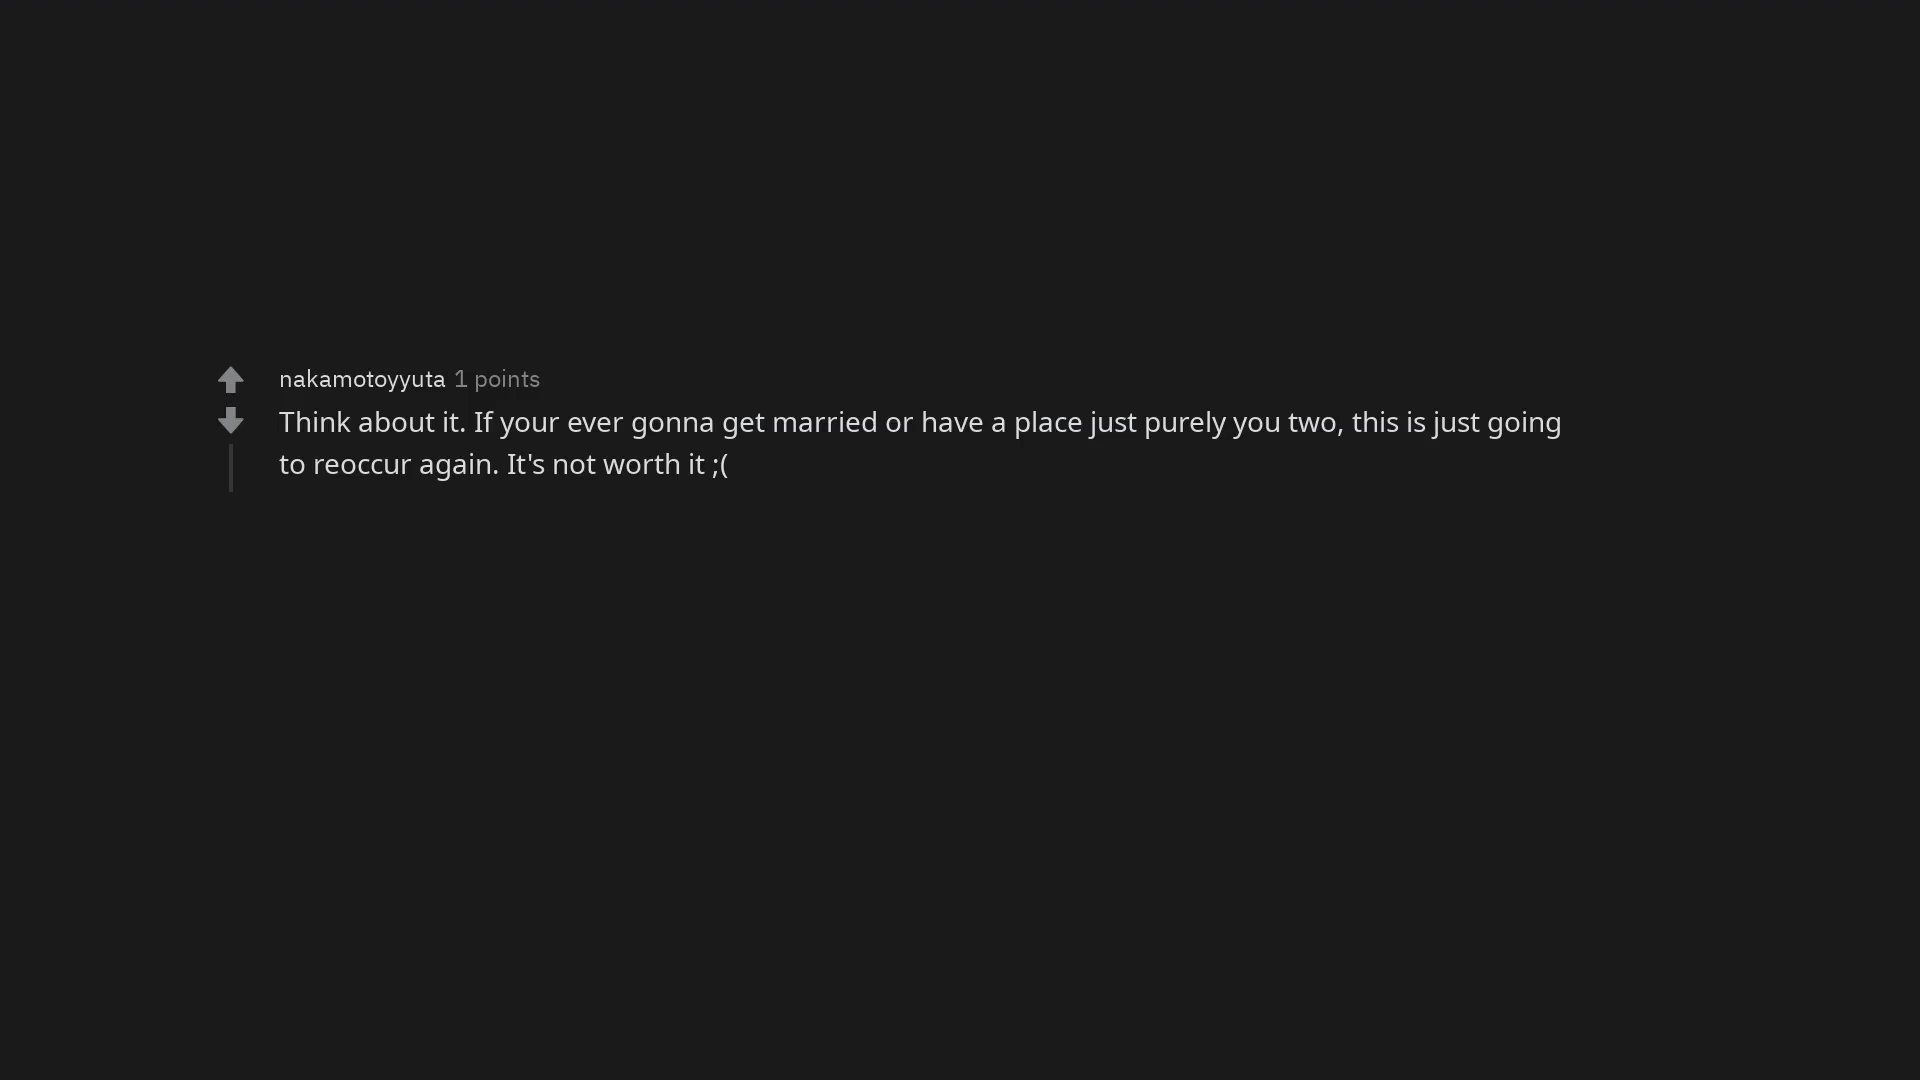 nakamotoyyuta 1 points
Think about it. If your ever gonna get married or have a place just purely you two, this is just going
to reoccur again. It's not worth it ;(